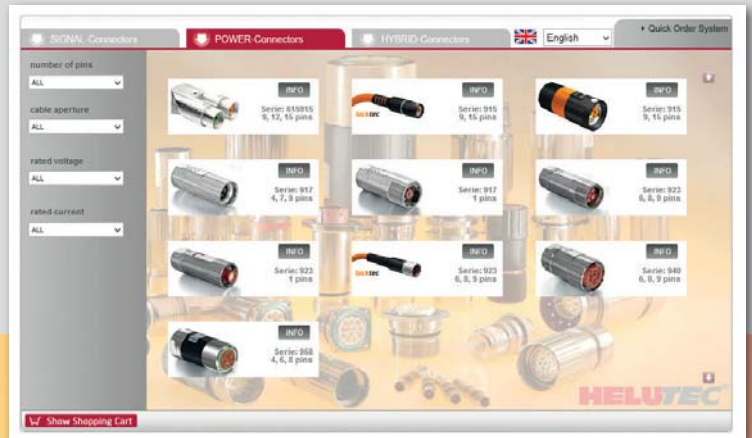 SIGNAL-Connectors
POWER-Connectors
HYBRID-Connectors
English
Quick Order System
number of pins
ALL
cable aperture
ALL
rated voltage
ALL
rated current
ALL
INFO
Serie: 615915
9, 12, 15 pins
INFO
Serie: 915
9, 15 pins
INFO
Serie: 915
9, 15 pins
INFO
Serie: 917
4, 7, 9 pins
INFO
Serie: 917
1 pins
INFO
Serie: 923
6, 8, 9 pins
INFO
Serie: 923
1 pins
INFO
Serie: 923
6, 8, 9 pins
INFO
Serie: 940
6, 8, 9 pins
INFO
Serie: 958
4, 6, 8 pins
HELUTEC
Show Shopping Cart